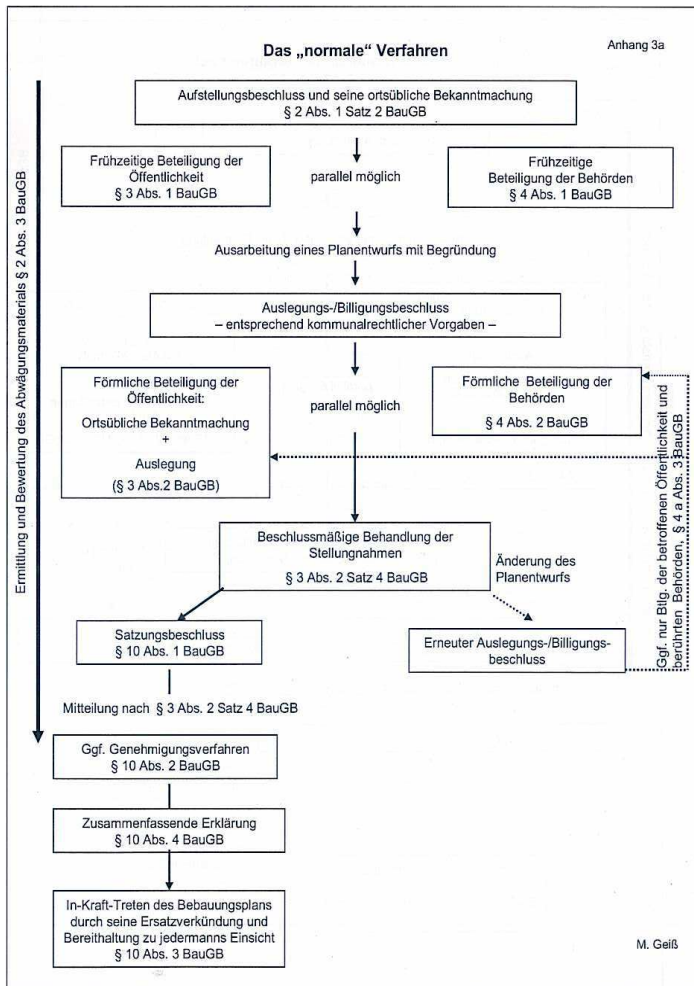 Anhang 3a
Das „normale“ Verfahren
Aufstellungsbeschluss und seine ortsübliche Bekanntmachung
§ 2 Abs. 1 Satz 2 BauGB
Frühzeitige Beteiligung der
Öffentlichkeit
§ 3 Abs. 1 BauGB
parallel möglich
Frühzeitige
Beteiligung der Behörden
§ 4 Abs. 1 BauGB
Ausarbeitung eines Planentwurfs mit Begründung
Auslegungs-/Billigungsbeschluss
– entsprechend kommunalrechtlicher Vorgaben –
Förmliche Beteiligung der
Öffentlichkeit:
Ortsübliche Bekanntmachung
+
Auslegung
(§ 3 Abs.2 BauGB)
parallel möglich
Förmliche Beteiligung der
Behörden
§ 4 Abs. 2 BauGB
Beschlussmäßige Behandlung der
Stellungnahmen
§ 3 Abs. 2 Satz 4 BauGB
Änderung des
Planentwurfs
Satzungsbeschluss
§ 10 Abs. 1 BauGB
Erneuter Auslegungs-/Billigungs-
beschluss
Mitteilung nach § 3 Abs. 2 Satz 4 BauGB
Ggf. Genehmigungsverfahren
§ 10 Abs. 2 BauGB
Zusammenfassende Erklärung
§ 10 Abs. 4 BauGB
In-Kraft-Treten des Bebauungsplans
durch seine Ersatzverkündung und
Bereithaltung zu jedermanns Einsicht
§ 10 Abs. 3 BauGB
Ermittlung und Bewertung des Abwägungsmaterials § 2 Abs. 3 BauGB
Ggf. nur Btlg. der betroffenen Öffentlichkeit und
berührten Behörden, § 4 a Abs. 3 BauGB
M. Geiß